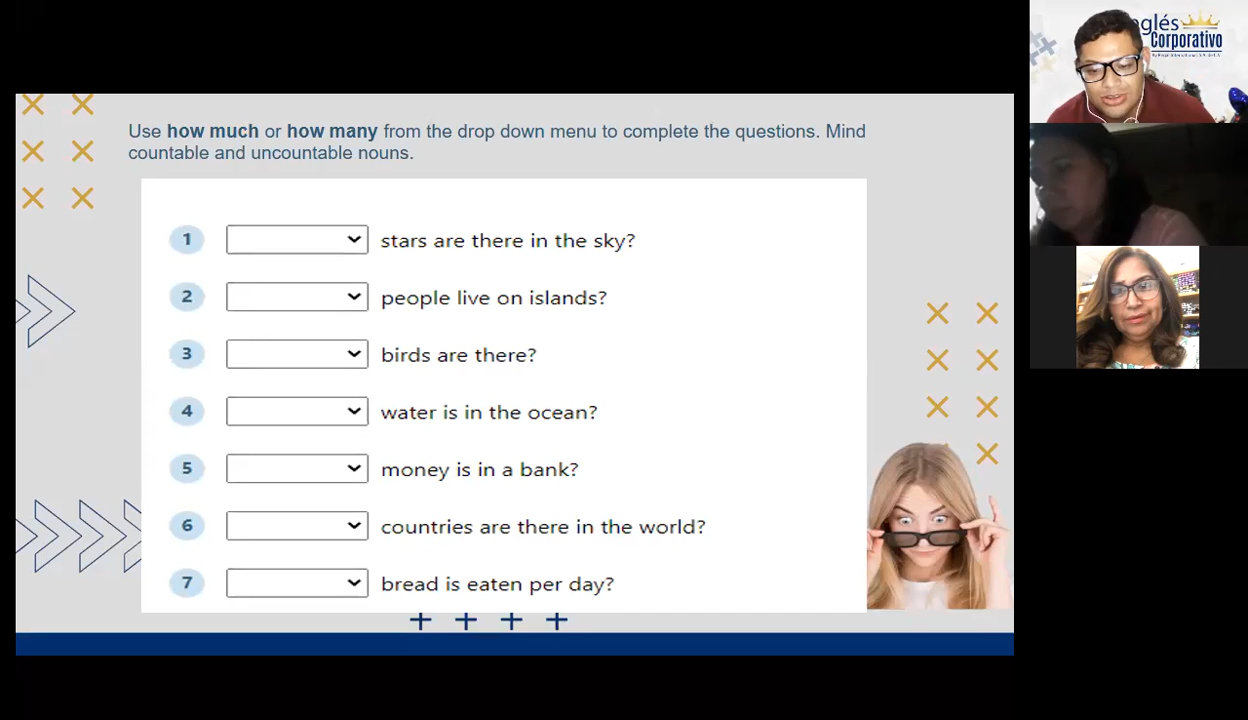 Use how much or how many from the drop down menu to complete the questions. Mind
countable and uncountable nouns.
1 stars are there in the sky?
2 people live on islands?
3 birds are there?
4 water is in the ocean?
5 money is in a bank?
6 countries are there in the world?
7 bread is eaten per day?
glés
Corporativo